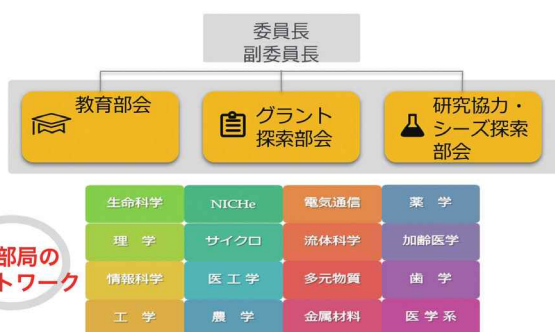 委員長
副委員長
教育部会
グラント
探索部会
研究協力・
シーズ探索
部会
生命科学 NICHe 電気通信 薬 学
理 学 サイクロ 流体科学 加齢医学
部局の
トワーク
情報科学 医工学 多元物質 歯 学
工 学 農 学 金属材料 医学系